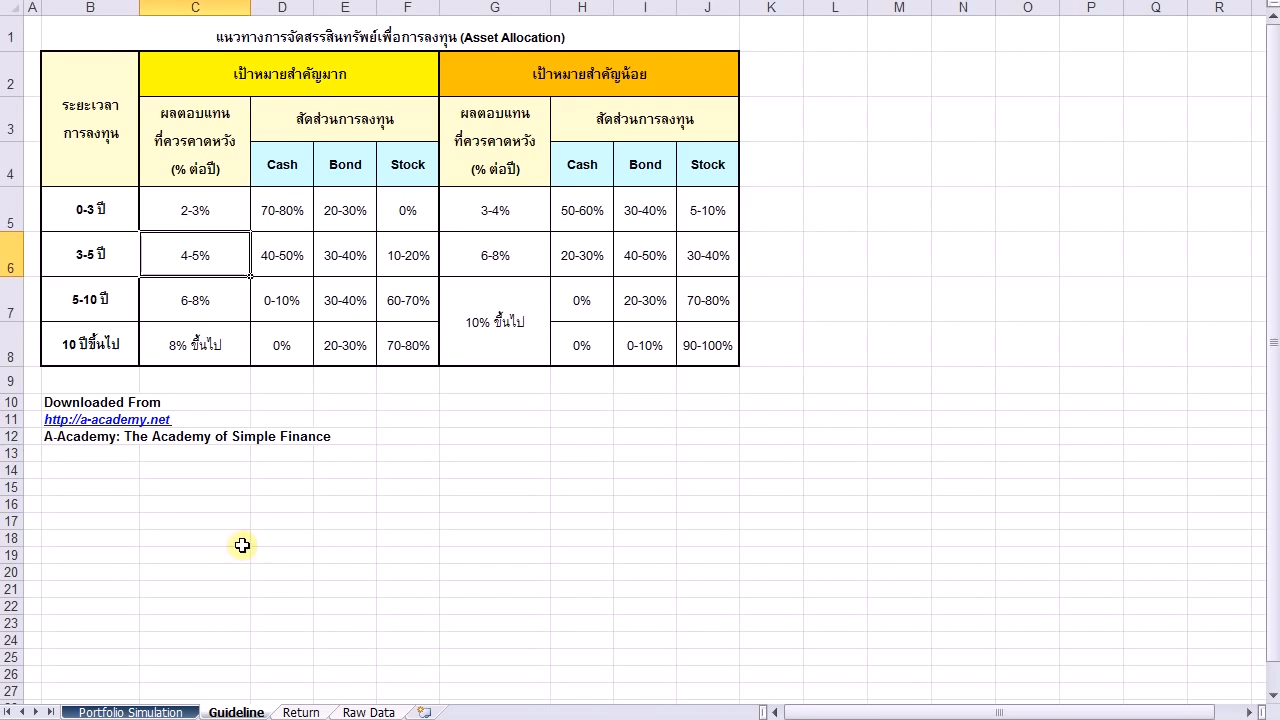 A B C D E F G H I J K L M N O P Q R
1 แนวทางการจัดสรรสินทรัพย์เพื่อการลงทุน (Asset Allocation)
2 เป้าหมายสำคัญมาก เป้าหมายสำคัญน้อย
ระยะเวลา
การลงทุน
3 ผลตอบแทน
ที่ควรคาดหวัง
(% ต่อปี)
สัดส่วนการลงทุน
ผลตอบแทน
ที่ควรคาดหวัง
(% ต่อปี)
สัดส่วนการลงทุน
4 Cash Bond Stock Cash Bond Stock
5 0-3 ปี 2-3% 70-80% 20-30% 0% 3-4% 50-60% 30-40% 5-10%
6 3-5 ปี 4-5% 40-50% 30-40% 10-20% 6-8% 20-30% 40-50% 30-40%
7 5-10 ปี 6-8% 0-10% 30-40% 60-70% 10% ขึ้นไป 0% 20-30% 70-80%
8 10 ปีขึ้นไป 8% ขึ้นไป 0% 20-30% 70-80% 0% 0-10% 90-100%
9
10 Downloaded From
11 http://a-academy.net
12 A-Academy: The Academy of Simple Finance
13
14
15
16
17
18
19
20
21
22
23
24
25
26
27
Portfolio Simulation Guideline Return Raw Data